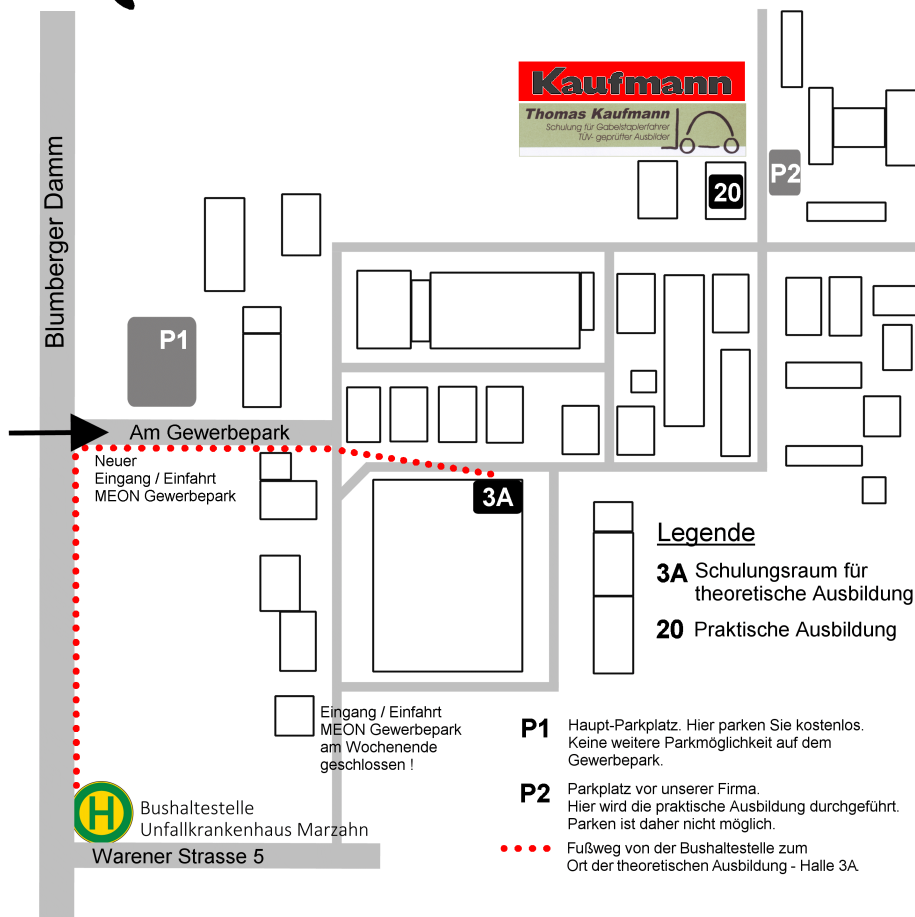 Kaufmann
Thomas Kaufmann
Schulung für Gabelstaplerfahrer
TÜV- geprüfter Ausbilder
20
P2
Blumberger Damm
P1
Am Gewerbepark
Neuer
Eingang / Einfahrt
MEON Gewerbepark
3A
Legende
3A Schulungsraum für
theoretische Ausbildung
20 Praktische Ausbildung
Eingang / Einfahrt
MEON Gewerbepark
am Wochenende
geschlossen !
P1 Haupt-Parkplatz. Hier parken Sie kostenlos.
Keine weitere Parkmöglichkeit auf dem
Gewerbepark.
P2 Parkplatz vor unserer Firma.
Hier wird die praktische Ausbildung durchgeführt.
Parken ist daher nicht möglich.
Fußweg von der Bushaltestelle zum
Ort der theoretischen Ausbildung - Halle 3A.
H
Bushaltestelle
Unfallkrankenhaus Marzahn
Warener Strasse 5